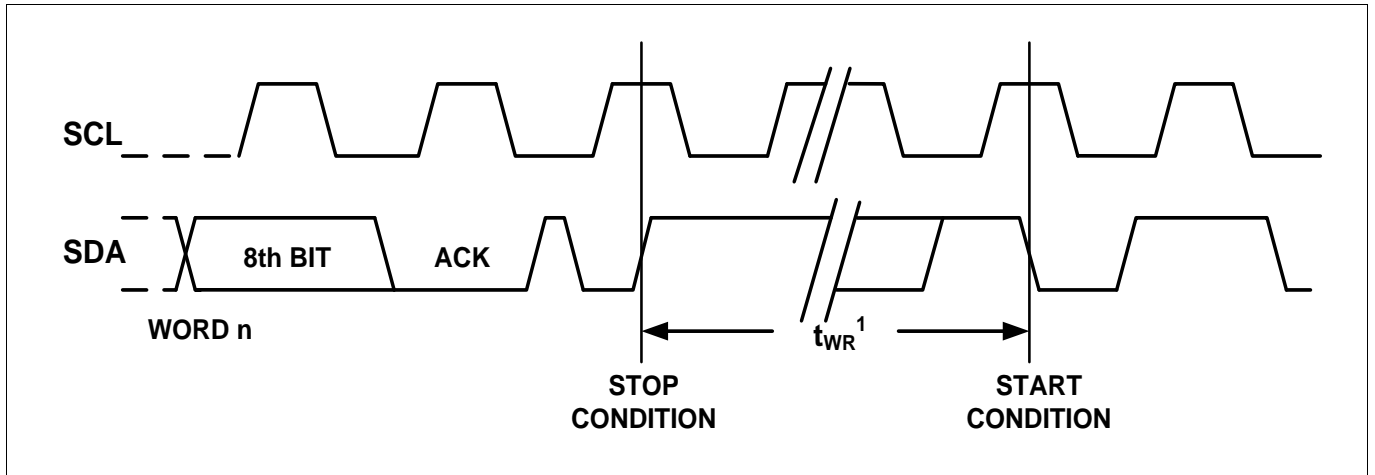 SCL
SDA
8th BIT
ACK
WORD n
tWR1
STOP
CONDITION
START
CONDITION